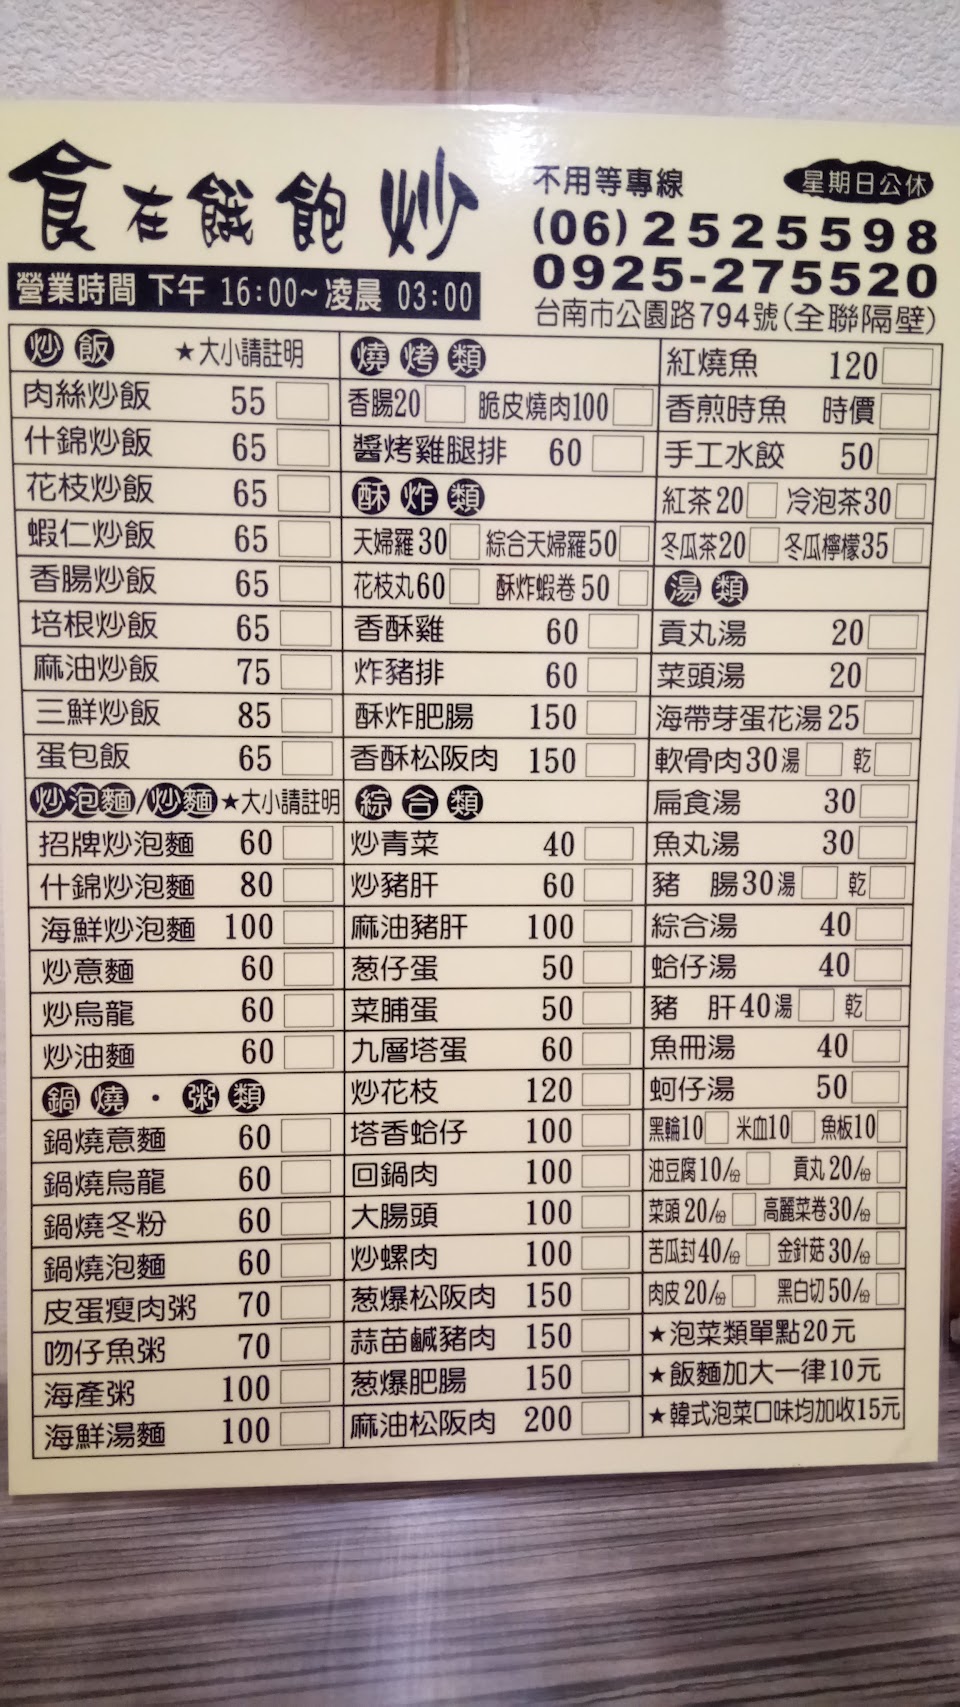 食在餓飽炒
不用等專線
星期日公休
(06)2525598
0925-275520
營業時間 下午 16:00~凌晨 03:00
台南市公園路794號(全聯隔壁)
炒飯 ★大小請註明
肉絲炒飯 55
什錦炒飯 65
花枝炒飯 65
蝦仁炒飯 65
香腸炒飯 65
培根炒飯 65
麻油炒飯 75
三鮮炒飯 85
蛋包飯 65
炒泡麵/炒麵★大小請註明
招牌炒泡麵 60
什錦炒泡麵 80
海鮮炒泡麵 100
炒意麵 60
炒烏龍 60
炒油麵 60
鍋燒・粥類
鍋燒意麵 60
鍋燒烏龍 60
鍋燒冬粉 60
鍋燒泡麵 60
皮蛋瘦肉粥 70
吻仔魚粥 70
海產粥 100
海鮮湯麵 100
燒烤類
香腸20 脆皮燒肉100
醬烤雞腿排 60
酥炸類
天婦羅30 綜合天婦羅50
花枝丸60 酥炸蝦卷50
香酥雞 60
炸豬排 60
酥炸肥腸 150
香酥松阪肉 150
綜合類
炒青菜 40
炒豬肝 60
麻油豬肝 100
葱仔蛋 50
菜脯蛋 50
九層塔蛋 60
炒花枝 120
塔香蛤仔 100
回鍋肉 100
大腸頭 100
炒螺肉 100
葱爆松阪肉 150
蒜苗鹹豬肉 150
葱爆肥腸 150
麻油松阪肉 200
紅燒魚 120
香煎時魚 時價
手工水餃 50
紅茶20 冷泡茶30
冬瓜茶20 冬瓜檸檬35
湯類
貢丸湯 20
菜頭湯 20
海帶芽蛋花湯25
軟骨肉30湯 乾
扁食湯 30
魚丸湯 30
豬 腸30湯 乾
綜合湯 40
蛤仔湯 40
豬 肝40湯 乾
魚冊湯 40
蚵仔湯 50
黑輪10 米血10 魚板10
油豆腐10/份 貢丸20/份
菜頭20/份 高麗菜卷30/份
苦瓜封40/份 金針菇30/份
肉皮20/份 黑白切50/份
★泡菜類單點20元
★飯麵加大一律10元
★韓式泡菜口味均加收15元